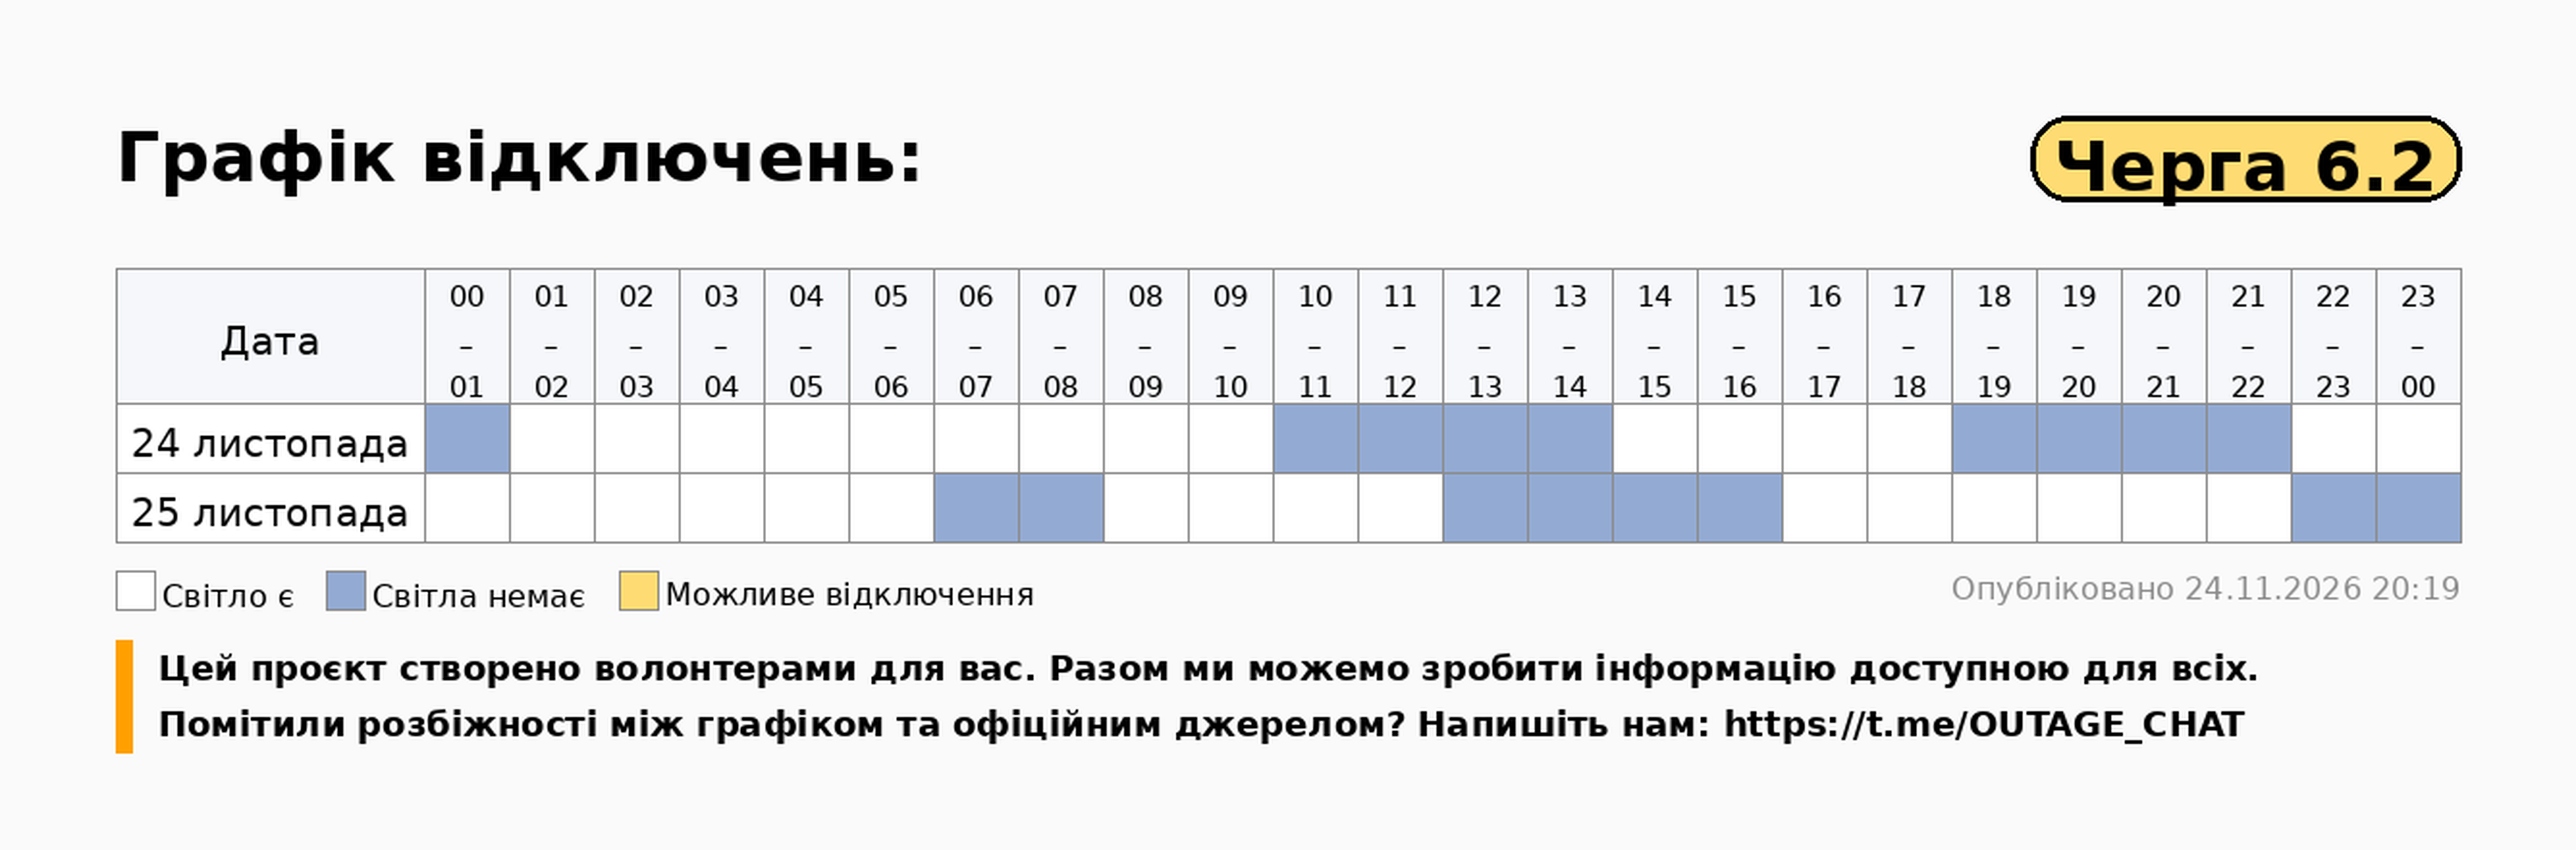 Графік відключень:
Черга 6.2
Дата 00 – 01 01 – 02 02 – 03 03 – 04 04 – 05 05 – 06 06 – 07 07 – 08 08 – 09 09 – 10 10 – 11 11 – 12 12 – 13 13 – 14 14 – 15 15 – 16 16 – 17 17 – 18 18 – 19 19 – 20 20 – 21 21 – 22 22 – 23 23 – 00
24 листопада
25 листопада
Світло є Світла немає Можливе відключення
Опубліковано 24.11.2026 20:19
Цей проєкт створено волонтерами для вас. Разом ми можемо зробити інформацію доступною для всіх.
Помітили розбіжності між графіком та офіційним джерелом? Напишіть нам: https://t.me/OUTAGE_CHAT